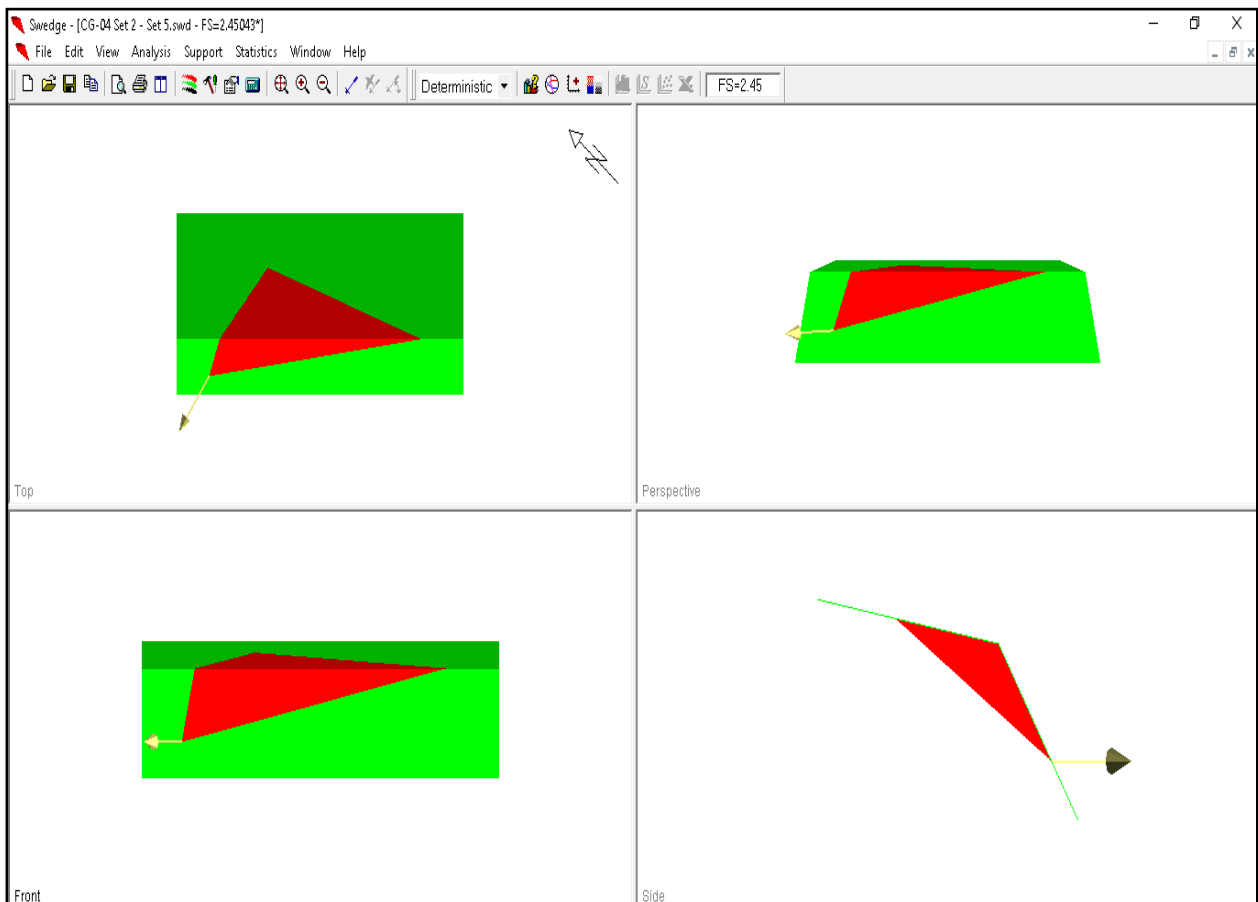 Swedge - [CG-04 Set 2 - Set 5.swd - FS=2.45043*]
File Edit View Analysis Support Statistics Window Help
Deterministic FS=2.45
N
Top
Perspective
Front
Side